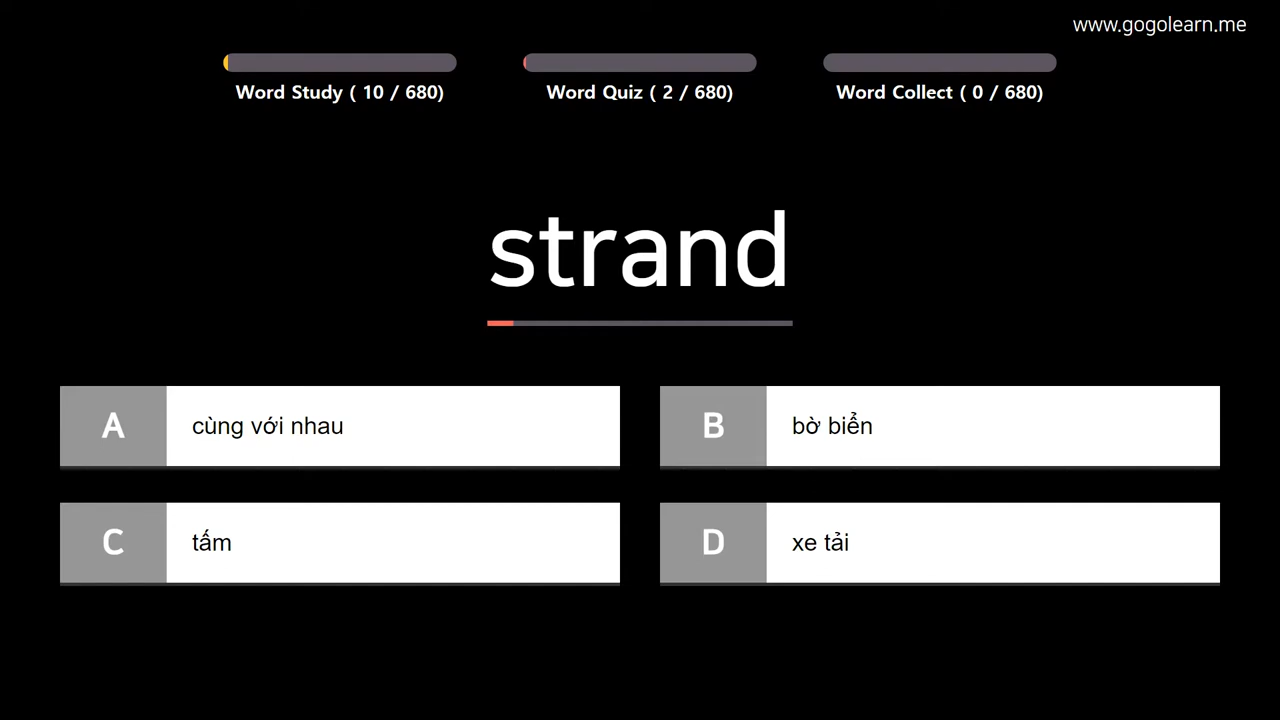 www.gogolearn.me
Word Study ( 10 / 680)
Word Quiz ( 2 / 680)
Word Collect ( 0 / 680)
strand
A
cùng với nhau
B
bờ biển
C
tấm
D
xe tải